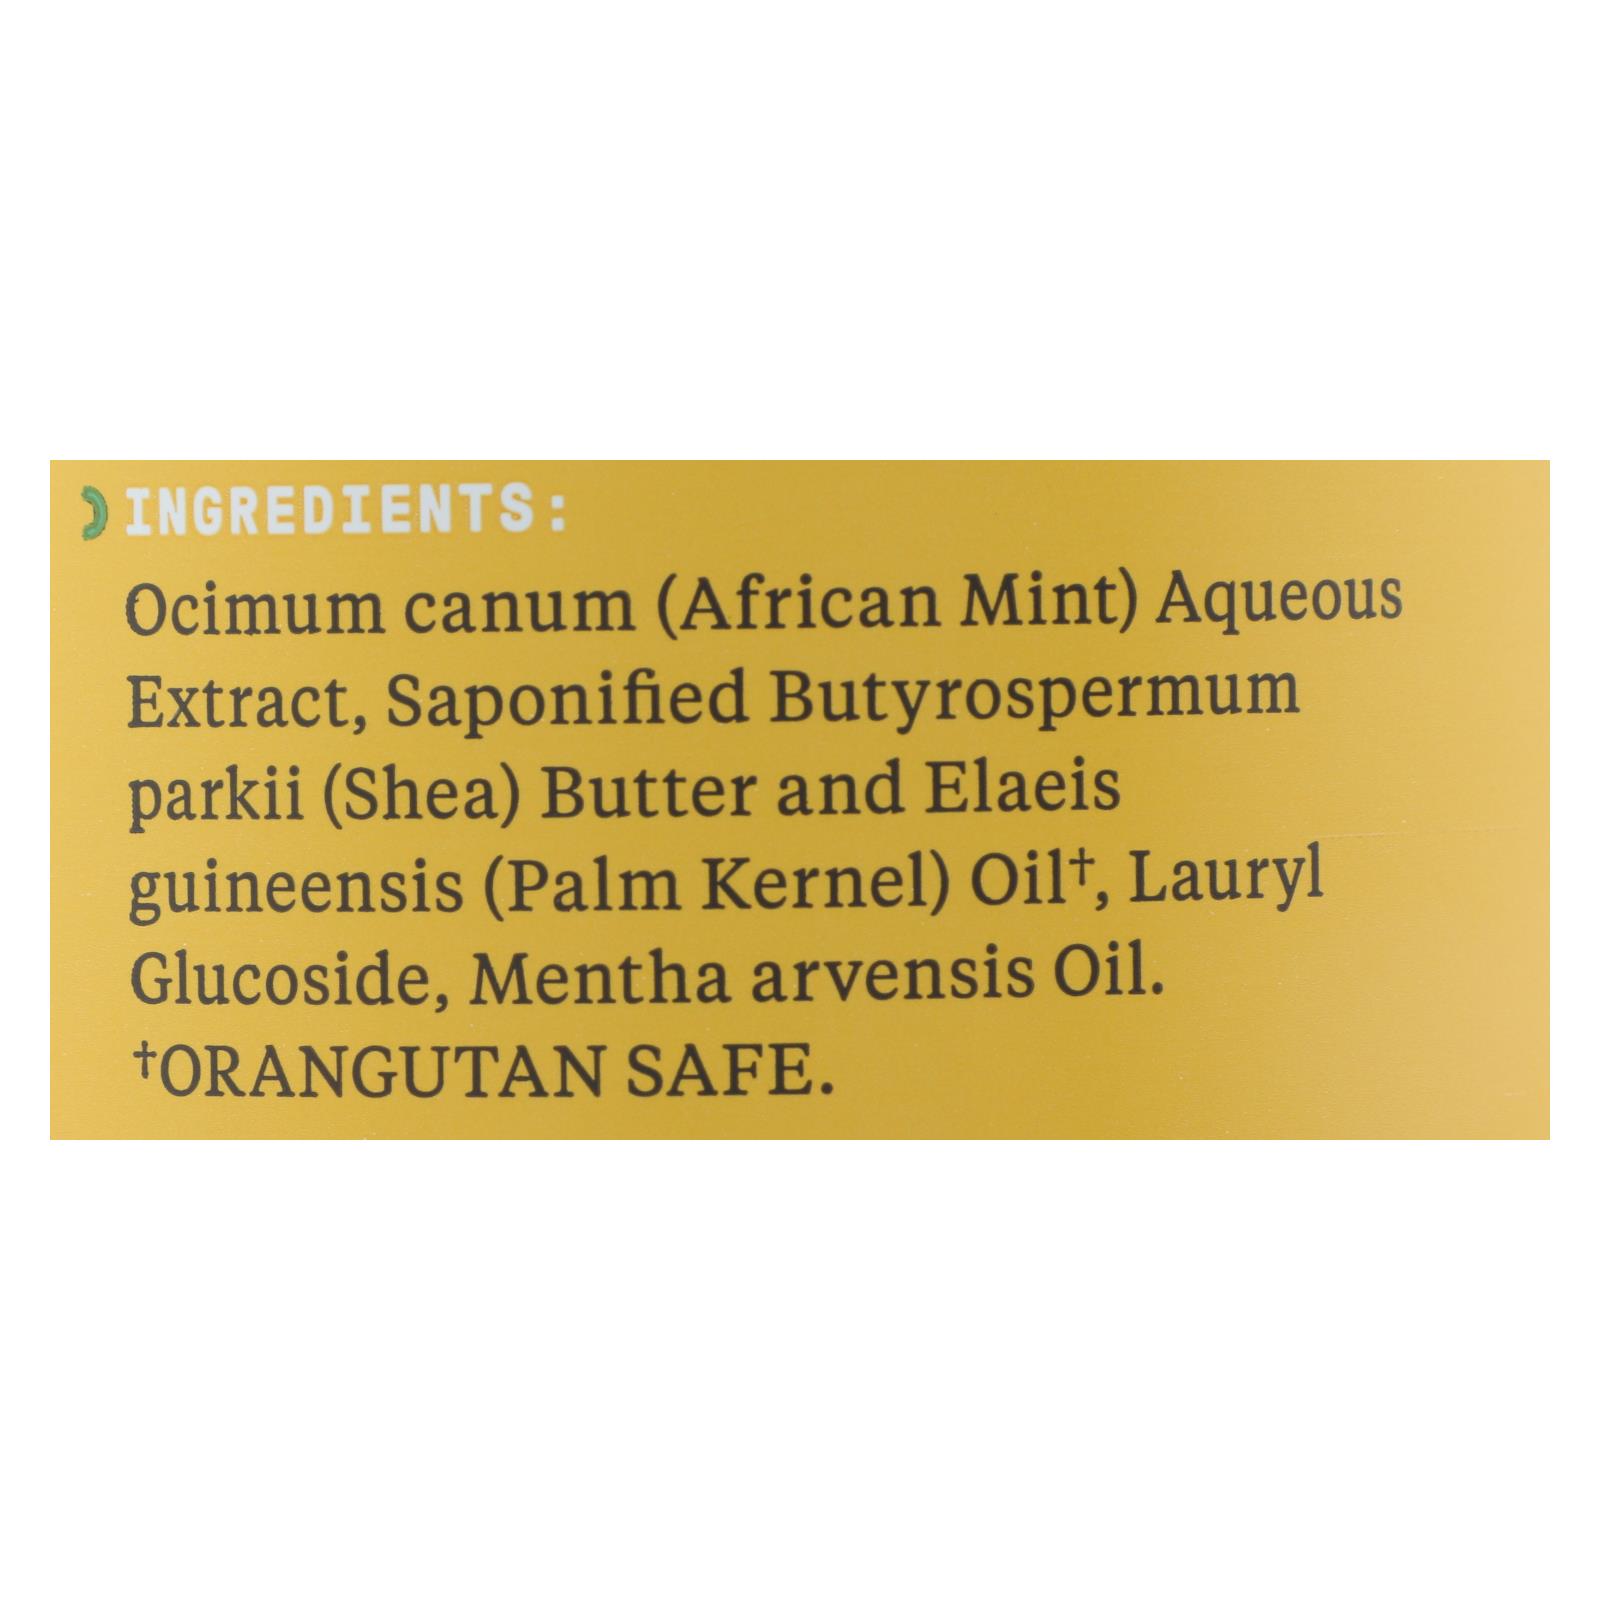 INGREDIENTS:
Ocimum canum (African Mint) Aqueous
Extract, Saponified Butyrospermum
parkii (Shea) Butter and Elaeis
guineensis (Palm Kernel) Oil†, Lauryl
Glucoside, Mentha arvensis Oil.
†ORANGUTAN SAFE.